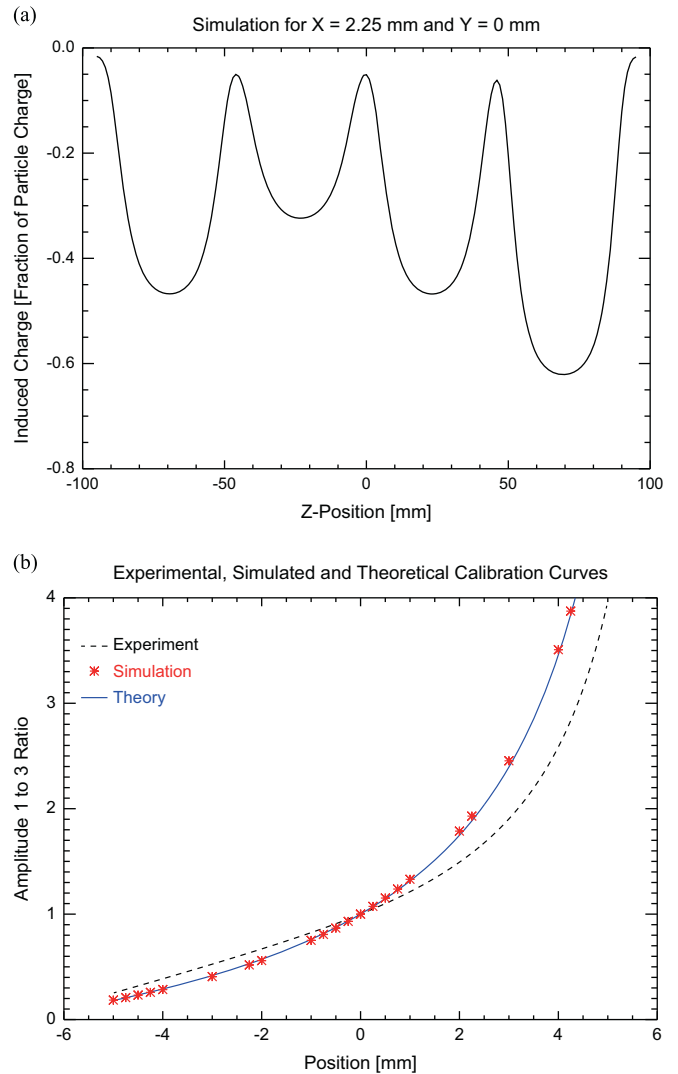 (a)
Simulation for X = 2.25 mm and Y = 0 mm
Induced Charge [Fraction of Particle Charge]
0.0
-0.2
-0.4
-0.6
-0.8
-100
-50
0
50
100
Z-Position [mm]
(b)
Experimental, Simulated and Theoretical Calibration Curves
Amplitude 1 to 3 Ratio
4
3
2
1
0
Experiment
Simulation
Theory
-6
-4
-2
0
2
4
6
Position [mm]